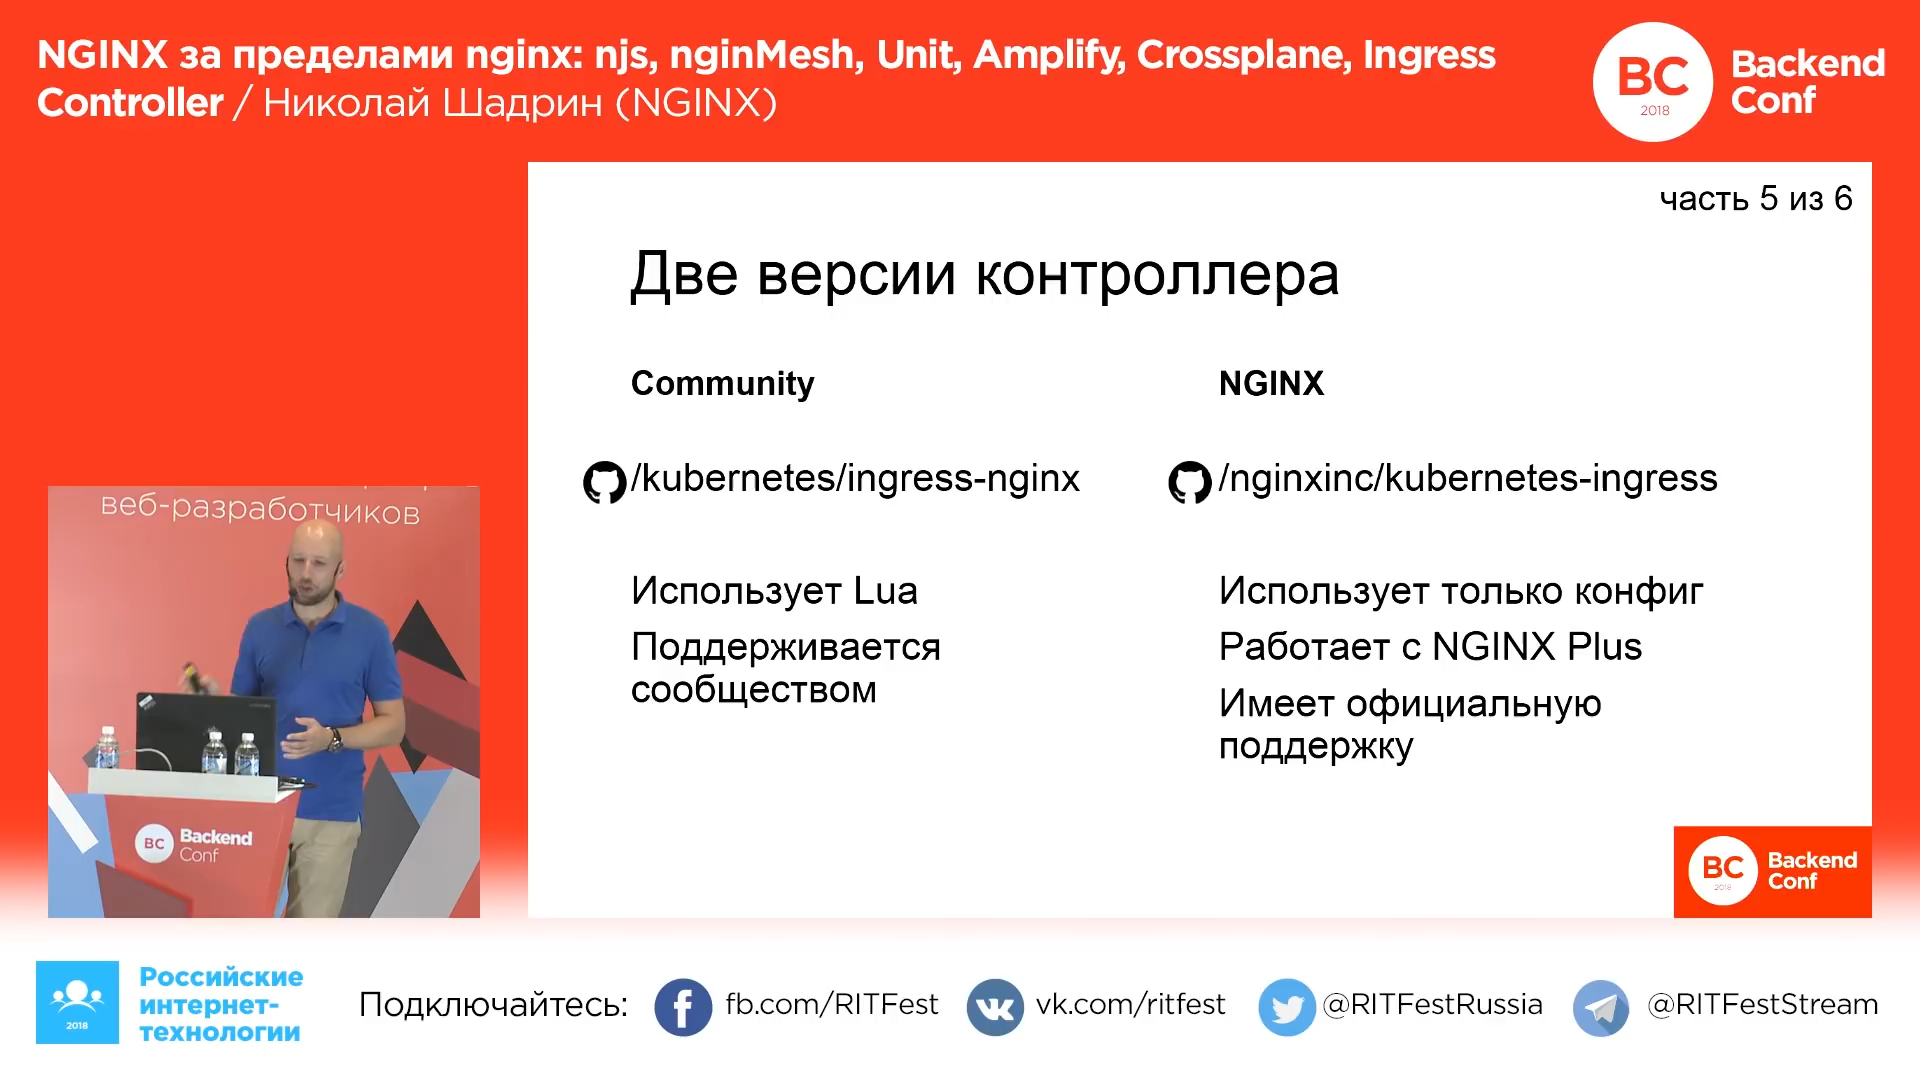 NGINX за пределами nginx: njs, nginMesh, Unit, Amplify, Crossplane, Ingress
Controller / Николай Шадрин (NGINX)
BC
2018
Backend
Conf
часть 5 из 6
Две версии контроллера
Community
NGINX
/kubernetes/ingress-nginx
/nginxinc/kubernetes-ingress
Использует Lua
Поддерживается
сообществом
Использует только конфиг
Работает с NGINX Plus
Имеет официальную
поддержку
веб-разработчиков
BC
Backend
Conf
BC
2018
Backend
Conf
2018
Российские
интернет-
технологии
Подключайтесь:
fb.com/RITFest
vk.com/ritfest
@RITFestRussia
@RITFestStream